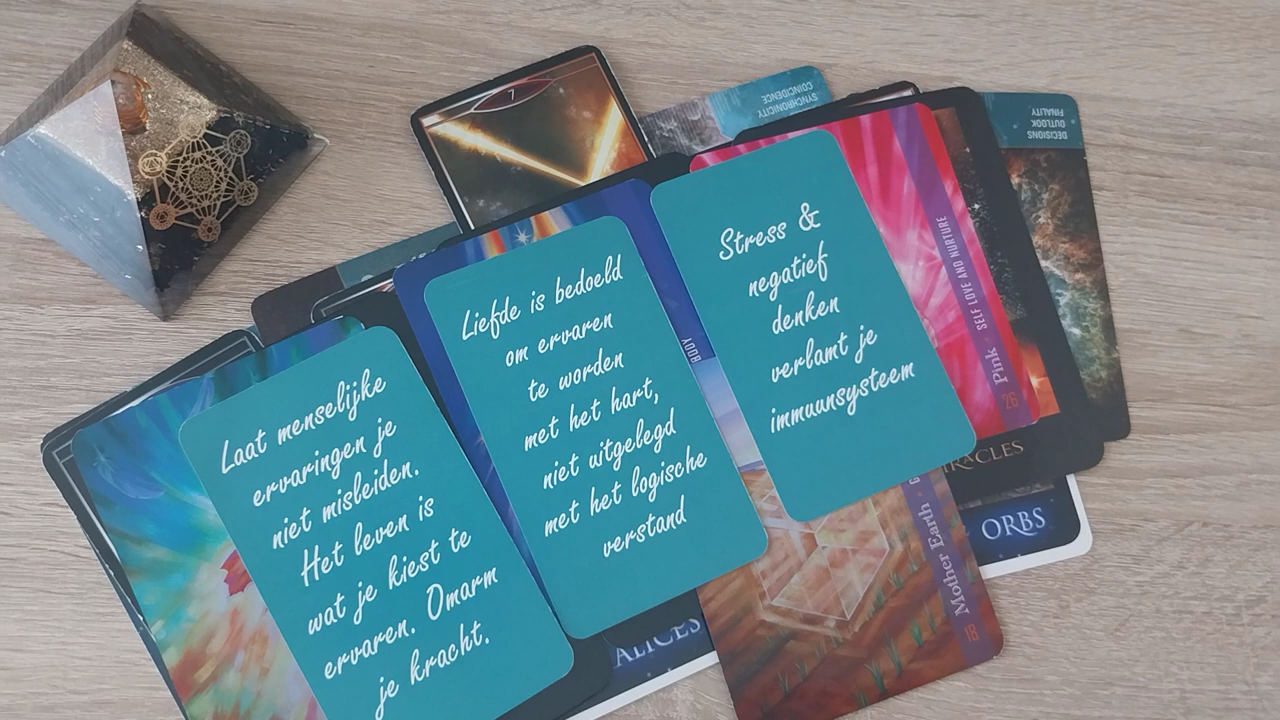 Laat menselijke
ervaringen je
niet misleiden.
Het leven is
wat je kiest te
ervaren. Omarm
je kracht.
Liefde is bedoeld
om ervaren
te worden
met het hart,
niet uitgelegd
met het logische
verstand
Stress &
negatief
denken
verlamt je
immuunsysteem
7
SYNCHRONICITY
COINCIDENCE
DECISIONS
OUTLOOK
FINALITY
BODY
Pink • SELF LOVE AND NURTURE
26
ORBS
Mother Earth •
18